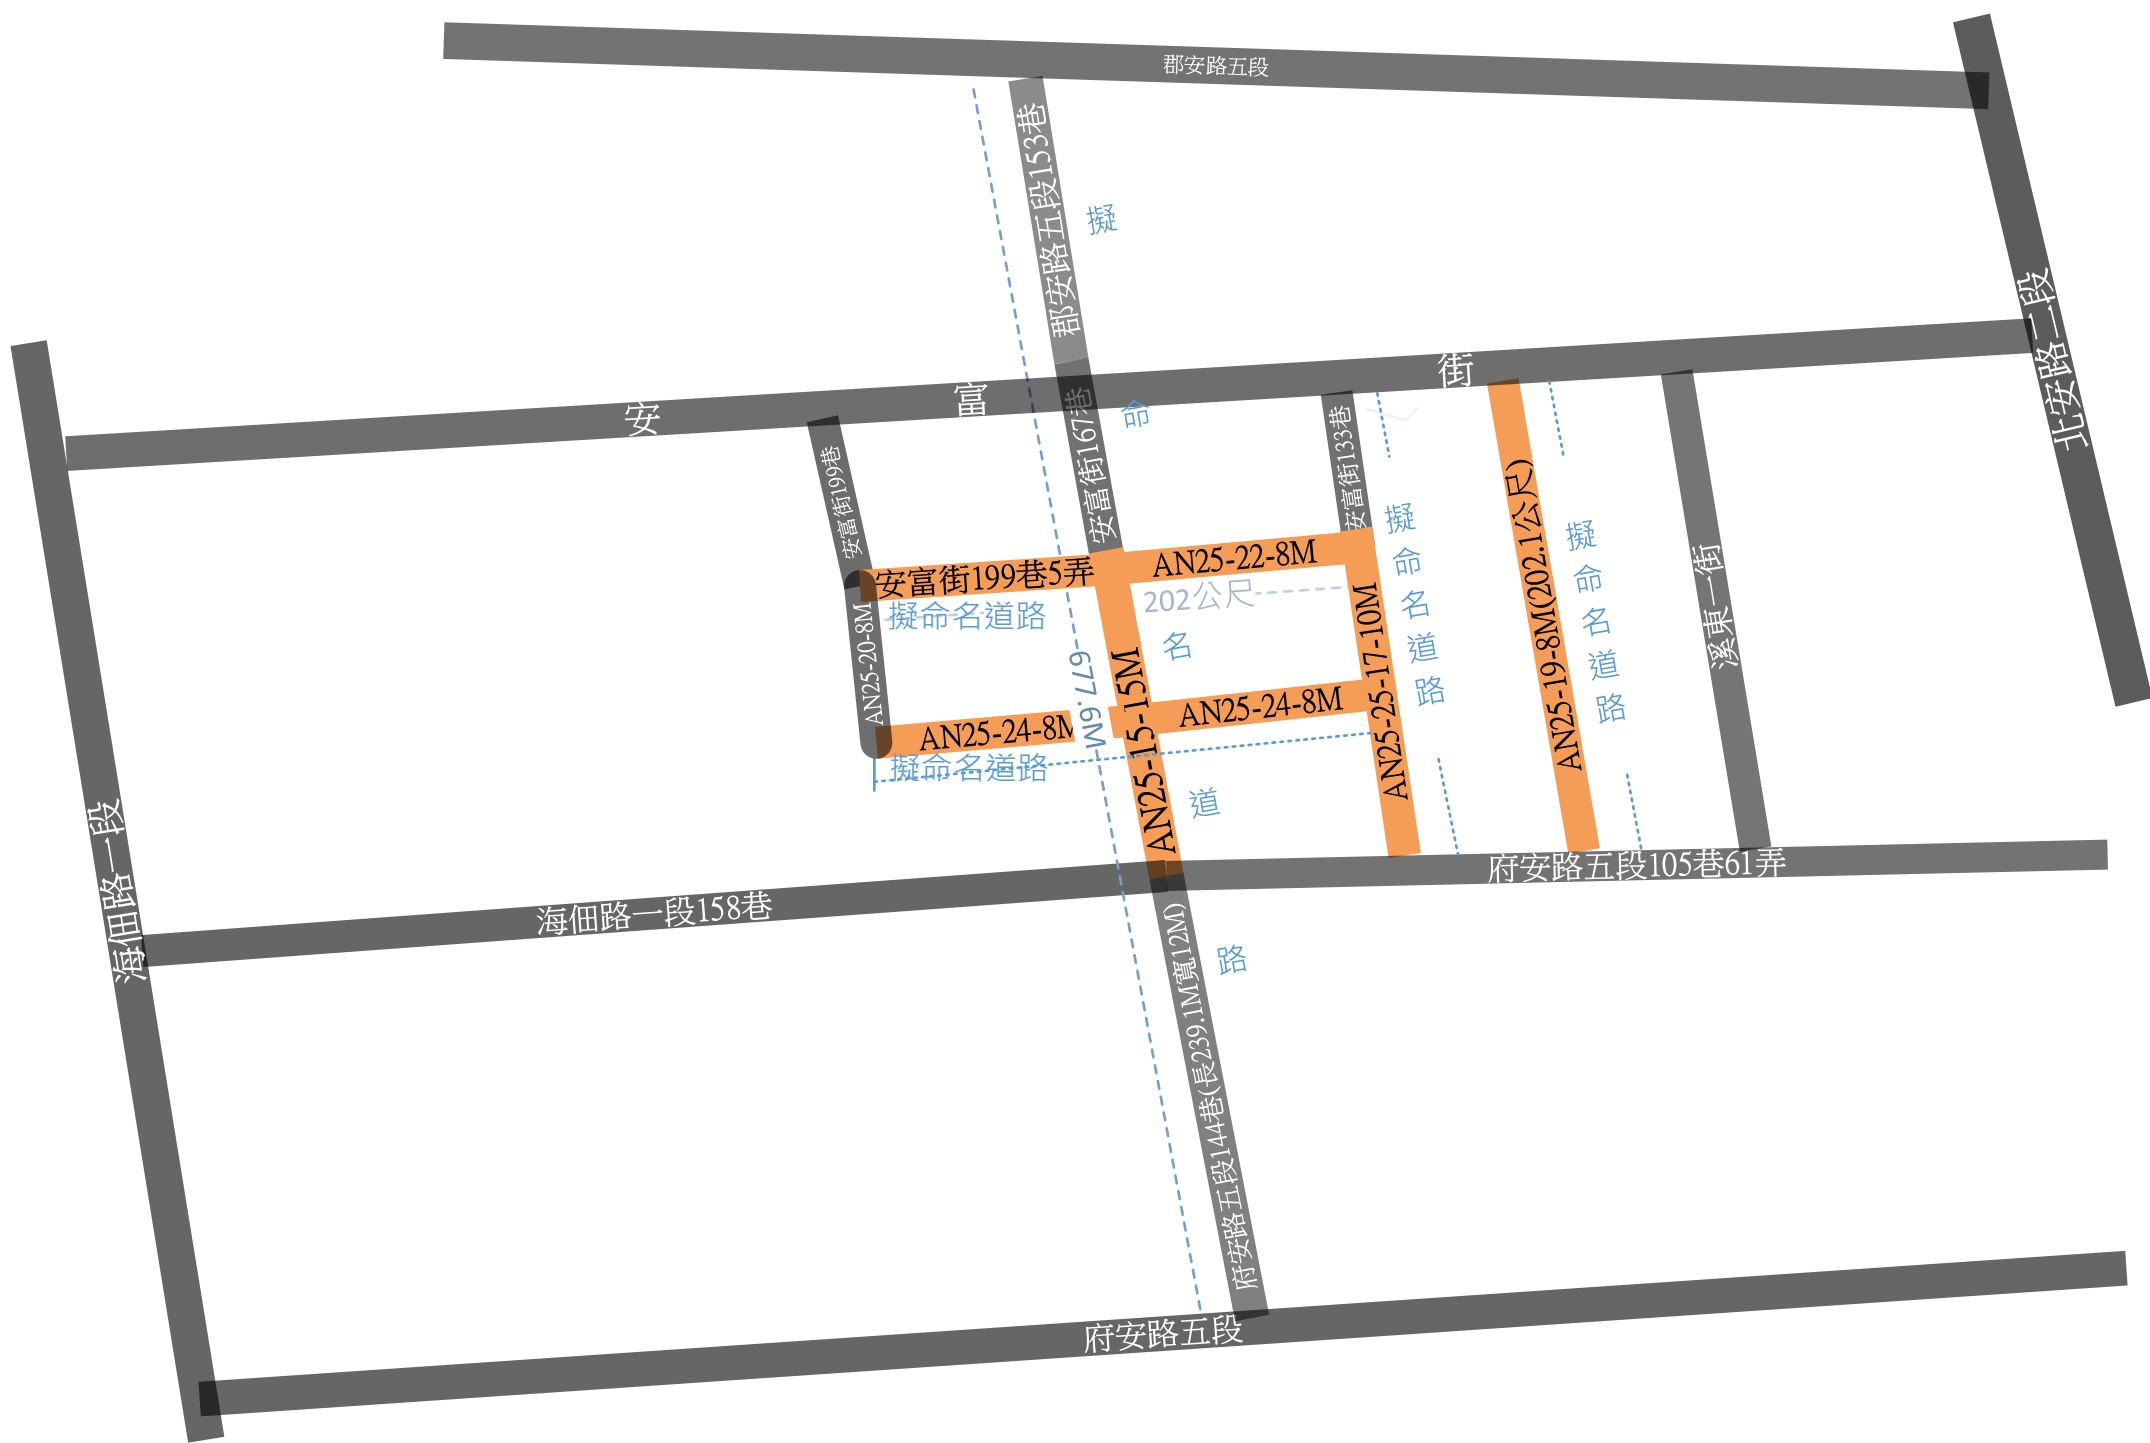 郡安路五段
郡安路五段153巷
北安路二段
擬命名道路
安富街
安富街199巷
安富街167巷
安富街133巷
安富街199巷5弄
擬命名道路
AN25-22-8M
202公尺
AN25-20-8M
AN25-24-8M
擬命名道路
677.6M
AN25-15-15M
AN25-24-8M
AN25-25-17-10M
擬命名道路
AN25-19-8M(202.1公尺)
擬命名道路
溪東一街
海佃路一段
海佃路一段158巷
府安路五段105巷61弄
府安路五段144巷(長239.1M寬12M)
府安路五段